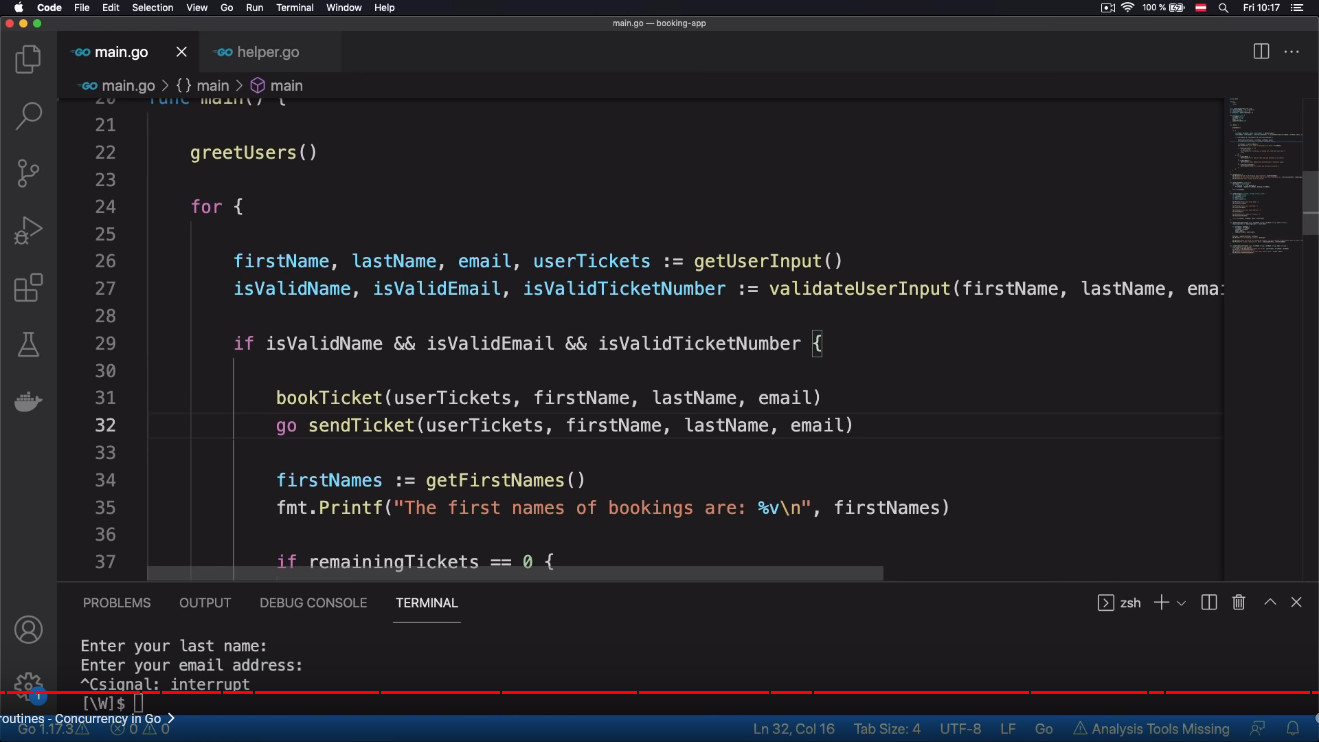 Code File Edit Selection View Go Run Terminal Window Help 100 % Fri 10:17
main.go — booking-app
main.go helper.go
main.go > {} main > main
20 func main() {
21
22 greetUsers()
23
24 for {
25
26 firstName, lastName, email, userTickets := getUserInput()
27 isValidName, isValidEmail, isValidTicketNumber := validateUserInput(firstName, lastName, emai
28
29 if isValidName && isValidEmail && isValidTicketNumber {
30
31 bookTicket(userTickets, firstName, lastName, email)
32 go sendTicket(userTickets, firstName, lastName, email)
33
34 firstNames := getFirstNames()
35 fmt.Printf("The first names of bookings are: %v\n", firstNames)
36
37 if remainingTickets == 0 {
PROBLEMS OUTPUT DEBUG CONSOLE TERMINAL zsh
Enter your last name:
Enter your email address:
^Csignal: interrupt
[\W]$
routines - Concurrency in Go >
Go 1.17.3 0 0 Ln 32, Col 16 Tab Size: 4 UTF-8 LF Go Analysis Tools Missing